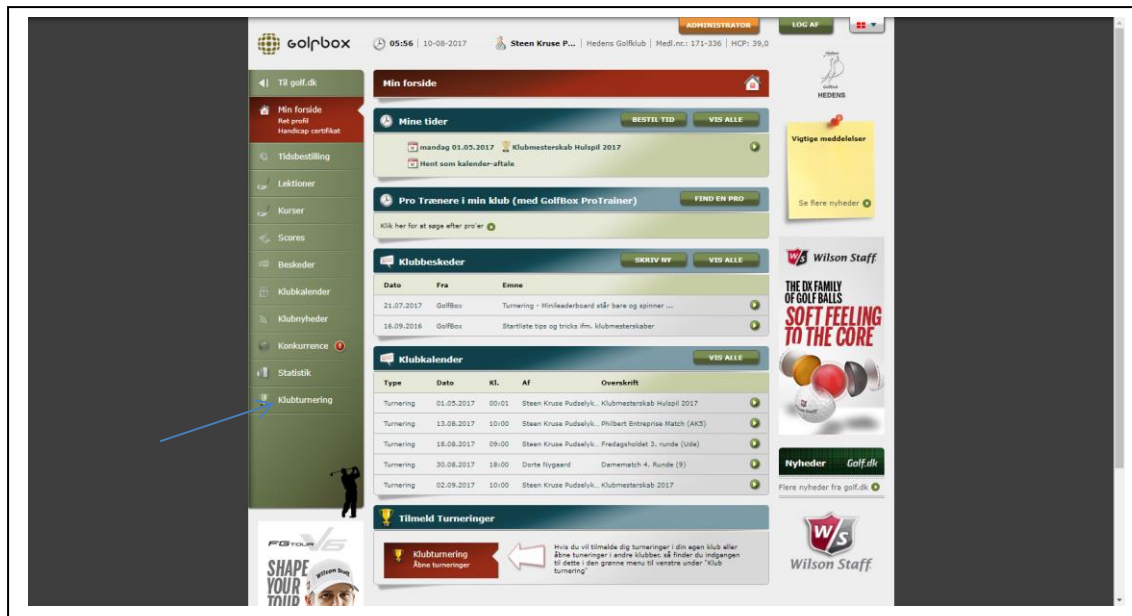 ADMINISTRATOR
LOG AF
GOLFBOX
05:56 | 10-08-2017
Steen Kruse P... | Hedens Golfklub | Medl.nr.: 171-336 | HCP: 39,0
Til golf.dk
Min forside
Ret profil
Handicap certifikat
Tidsbestilling
Lektioner
Kurser
Scores
Beskeder
Klubkalender
Klubnyheder
Konkurrence
Statistik
Klubturnering
FG TOUR V6
Wilson Staff
SHAPE
YOUR
TOUR
Min forside
Mine tider
BESTIL TID
VIS ALLE
mandag 01.05.2017 Klubmesterskab Hulspil 2017
Hent som kalender-aftale
Pro Trænere i min klub (med GolfBox ProTrainer)
FIND EN PRO
Klik her for at søge efter pro'er
Klubbeskeder
SKRIV NY
VIS ALLE
Dato Fra Emne
21.07.2017 GolfBox Turnering - Minileaderboard står bare og spinner ...
16.09.2016 GolfBox Startliste tips og tricks ifm. klubmesterskaber
Klubkalender
VIS ALLE
Type Dato Kl. Af Overskrift
Turnering 01.05.2017 00:01 Steen Kruse Pudselyk.. Klubmesterskab Hulspil 2017
Turnering 13.08.2017 10:00 Steen Kruse Pudselyk.. Philbert Entreprise Match (AK5)
Turnering 18.08.2017 09:00 Steen Kruse Pudselyk.. Fredagsholdet 3. runde (Ude)
Turnering 30.08.2017 18:00 Dorte Nygaard Damematch 4. Runde (9)
Turnering 02.09.2017 10:00 Steen Kruse Pudselyk.. Klubmesterskab 2017
Tilmeld Turneringer
Klubturnering
Åbne turneringer
Hvis du vil tilmelde dig turneringer i din egen klub eller
åbne tuneringer i andre klubber, så finder du indgangen
til dette i den grønne menu til venstre under "Klub
turnering"
HEDENS
Vigtige meddelelser
Se flere nyheder
W/S Wilson Staff
THE DX FAMILY
OF GOLF BALLS
SOFT FEELING
TO THE CORE
Nyheder Golf.dk
Flere nyheder fra golf.dk
W/S
Wilson Staff